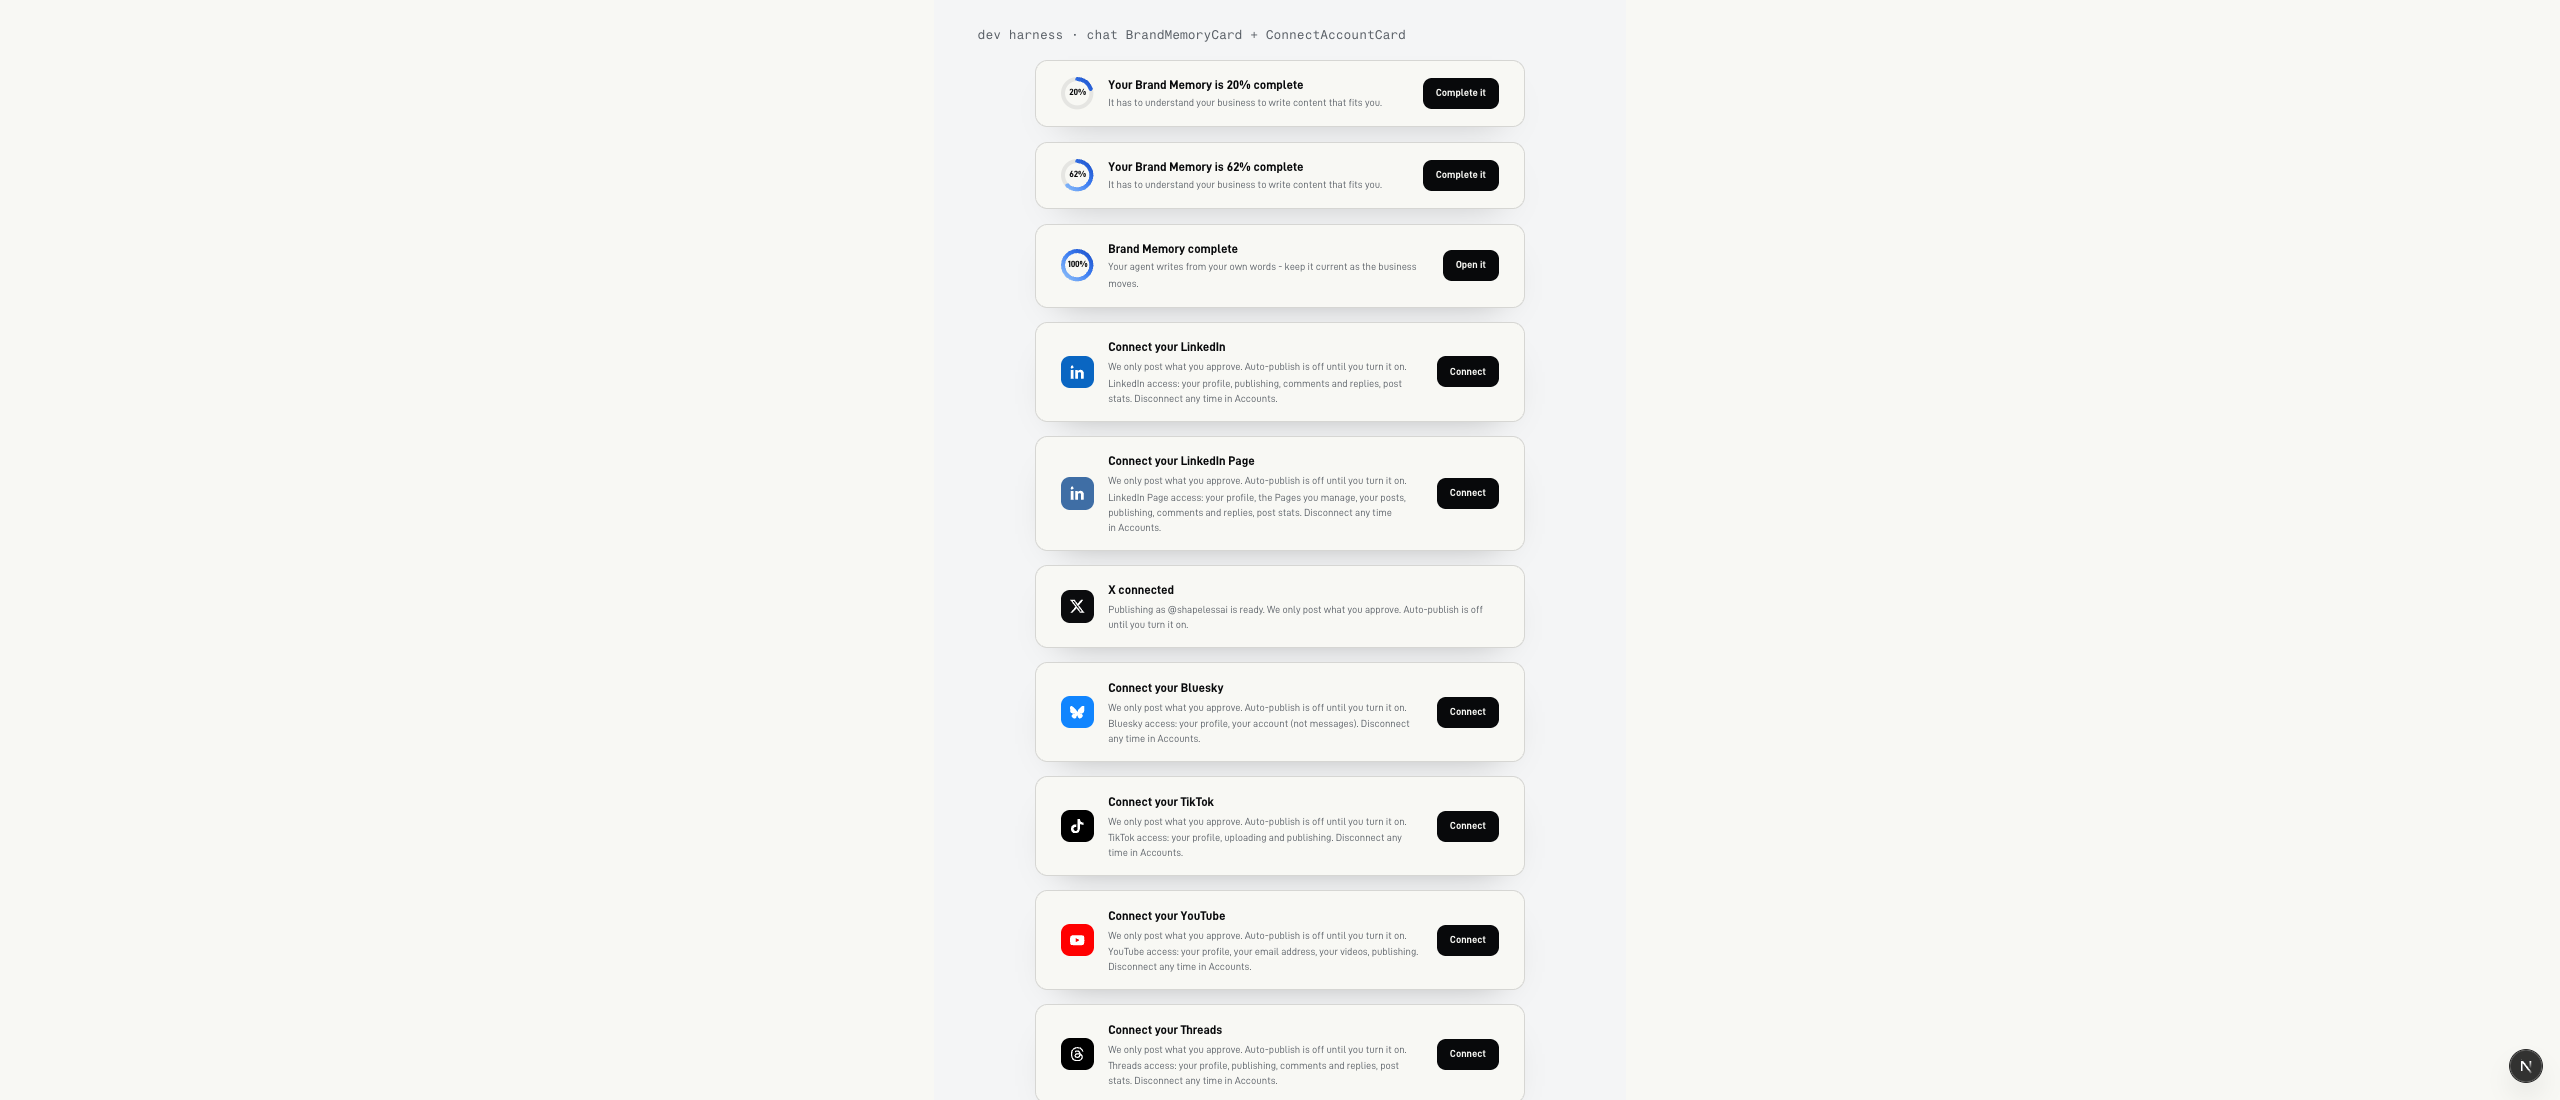 dev harness · chat BrandMemoryCard + ConnectAccountCard
20%
Your Brand Memory is 20% complete
It has to understand your business to write content that fits you.
Complete it
62%
Your Brand Memory is 62% complete
It has to understand your business to write content that fits you.
Complete it
100%
Brand Memory complete
Your agent writes from your own words - keep it current as the business
moves.
Open it
in
Connect your LinkedIn
We only post what you approve. Auto-publish is off until you turn it on.
LinkedIn access: your profile, publishing, comments and replies, post
stats. Disconnect any time in Accounts.
Connect
in
Connect your LinkedIn Page
We only post what you approve. Auto-publish is off until you turn it on.
LinkedIn Page access: your profile, the Pages you manage, your posts,
publishing, comments and replies, post stats. Disconnect any time
in Accounts.
Connect
X connected
Publishing as @shapelessai is ready. We only post what you approve. Auto-publish is off
until you turn it on.
Connect your Bluesky
We only post what you approve. Auto-publish is off until you turn it on.
Bluesky access: your profile, your account (not messages). Disconnect
any time in Accounts.
Connect
Connect your TikTok
We only post what you approve. Auto-publish is off until you turn it on.
TikTok access: your profile, uploading and publishing. Disconnect any
time in Accounts.
Connect
Connect your YouTube
We only post what you approve. Auto-publish is off until you turn it on.
YouTube access: your profile, your email address, your videos, publishing.
Disconnect any time in Accounts.
Connect
Connect your Threads
We only post what you approve. Auto-publish is off until you turn it on.
Threads access: your profile, publishing, comments and replies, post
stats. Disconnect any time in Accounts.
Connect
N